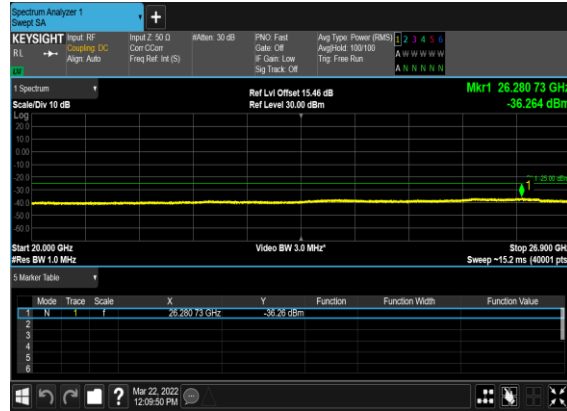 Spectrum Analyzer 1
Swept SA
+
KEYSIGHT Input: RF Input Z: 50 Ω #Atten: 30 dB PNO: Fast Avg Type: Power (RMS) 1 2 3 4 5 6
RL Coupling: DC Corr CCorr Gate: Off Avg|Hold: 100/100 A W W W W W
Align: Auto Freq Ref: Int (S) IF Gain: Low Trig: Free Run
Sig Track: Off A N N N N N
1 Spectrum Ref Lvl Offset 15.46 dB Mkr1 26.280 73 GHz
Scale/Div 10 dB Ref Level 30.00 dBm -36.264 dBm
Log
20.0
10.0
0.00
-10.0
-20.0
-30.0
-40.0
-50.0
-60.0
1
Start 20.000 GHz Video BW 3.0 MHz* Stop 26.900 GHz
#Res BW 1.0 MHz Sweep ~15.2 ms (40001 pts)
5 Marker Table
Mode Trace Scale X Y Function Function Width Function Value
1 N 1 f 26.280 73 GHz -36.26 dBm
2
3
4
5
6
? Mar 22, 2022
12:09:50 PM